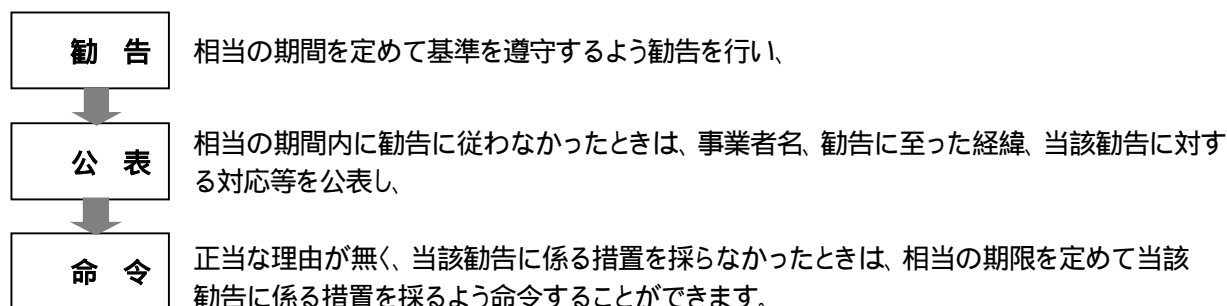 勧 告
相当の期間を定めて基準を遵守するよう勧告を行い、
公 表
相当の期間内に勧告に従わなかったときは、事業者名、勧告に至った経緯、当該勧告に対す
る対応等を公表し、
命 令
正当な理由が無く、当該勧告に係る措置を採らなかったときは、相当の期限を定めて当該
勧告に係る措置を採るよう命令することができます。